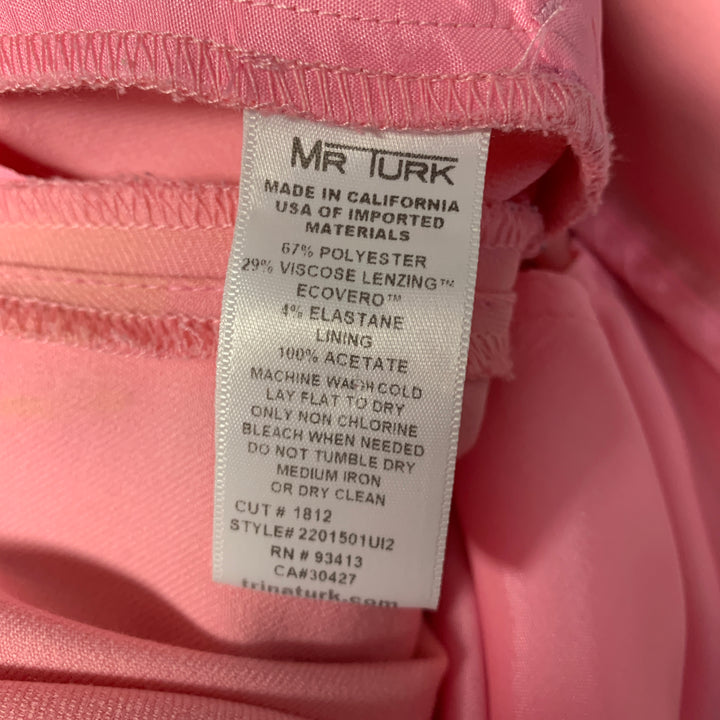 MR TURK
MADE IN CALIFORNIA
USA OF IMPORTED
MATERIALS
67% POLYESTER
29% VISCOSE LENZING™
ECOVERO™
4% ELASTANE
LINING
100% ACETATE
MACHINE WASH COLD
LAY FLAT TO DRY
ONLY NON CHLORINE
BLEACH WHEN NEEDED
DO NOT TUMBLE DRY
MEDIUM IRON
OR DRY CLEAN
CUT # 1812
STYLE# 2201501UI2
RN # 93413
CA#30427
trinaturk.com